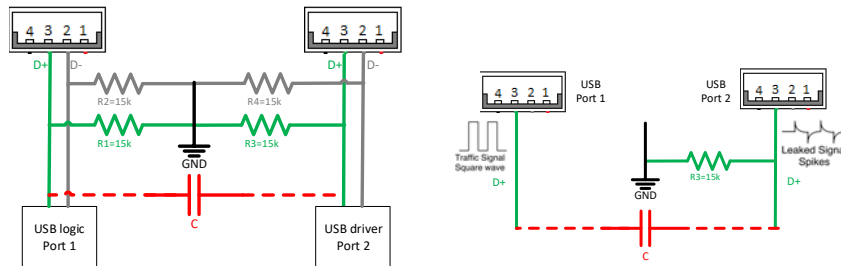 4 3 2 1
4 3 2 1
D+
D-
D+
D-
R2=15k
R4=15k
R1=15k
R3=15k
GND
C
USB logic
Port 1
USB driver
Port 2
4 3 2 1
USB
Port 1
USB
Port 2
4 3 2 1
Traffic Signal
Square wave
Leaked Signal
Spikes
D+
R3=15k
D+
GND
C